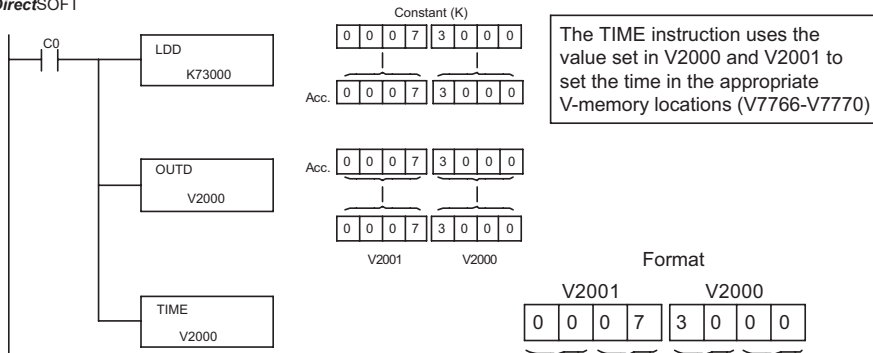 DirectSOFT
C0
LDD
K73000
OUTD
V2000
TIME
V2000
Constant (K)
0 0 0 7 3 0 0 0
Acc. 0 0 0 7 3 0 0 0
Acc. 0 0 0 7 3 0 0 0
0 0 0 7 3 0 0 0
V2001 V2000
The TIME instruction uses the
value set in V2000 and V2001 to
set the time in the appropriate
V-memory locations (V7766-V7770)
Format
V2001 V2000
0 0 0 7 3 0 0 0